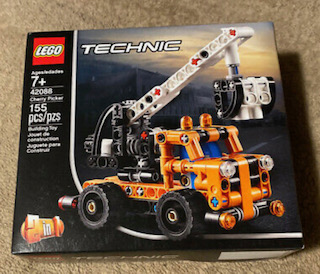 LEGO
TECHNIC
Ages/edades
7+
42088
Cherry Picker
155
pcs/pzs
Building Toy
Jouet de
construction
Juguete para
Construir